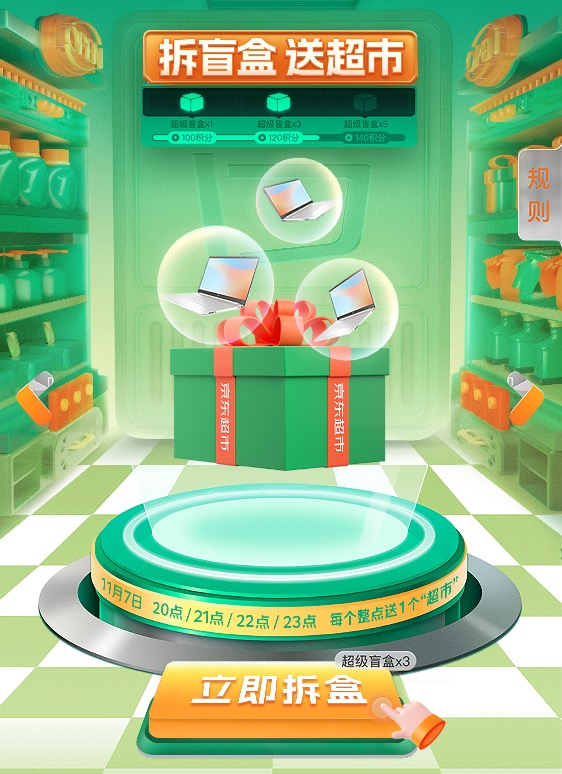 拆盲盒 送超市
超级盲盒x1
超级盲盒x3
超级盲盒x5
100积分
120积分
140积分
规则
京东超市
京东超市
11月7日 20点/21点/22点/23点 每个整点送1个“超市”
超级盲盒x3
立即拆盒